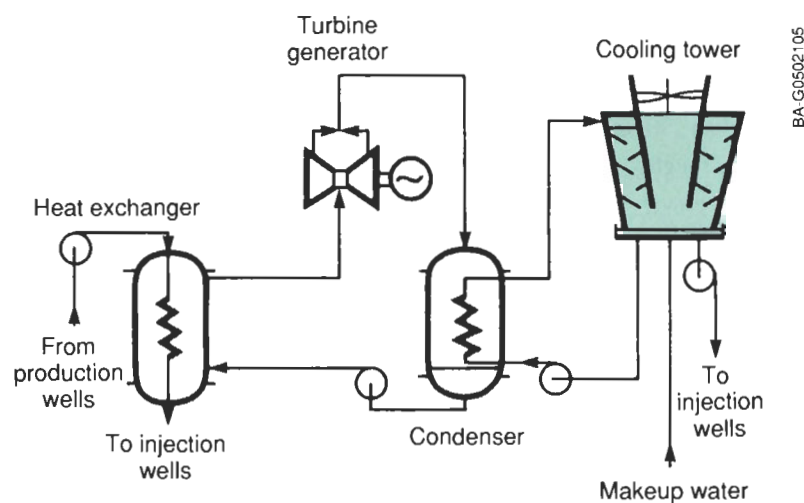 Turbine
generator
Cooling tower
BA-G0502105
Heat exchanger
From
production
wells
To injection
wells
Condenser
To
injection
wells
Makeup water